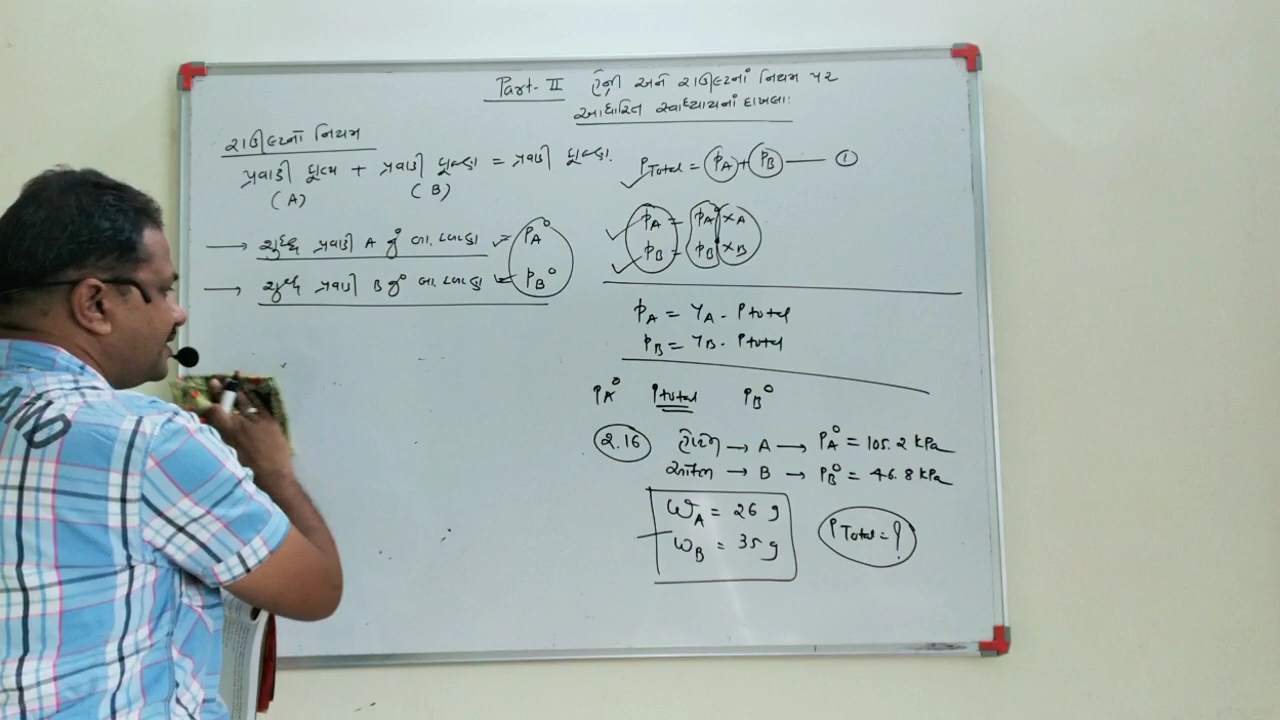 Part-II હેન્રી અને રાઉલ્ટનાં નિયમ પર
આધારિત સ્વાધ્યાયનાં દાખલા:
રાઉલ્ટનો નિયમ
પ્રવાહી દ્રાવ્ય + પ્રવાહી દ્રાવક = પ્રવાહી
(A) (B)
→ શુદ્ધ પ્રવાહી A નું બા. દબાણ = PA°
→ શુદ્ધ પ્રવાહી B નું બા. દબાણ = PB°
PTotal = PA + PB — ①
PA = PA° xA
PB = PB° xB
PA = YA . Ptotal
PB = YB . Ptotal
PA° Ptotal PB°
2.16 હેપ્ટેન → A → PA° = 105.2 kPa
ઓક્ટેન → B → PB° = 46.8 kPa
WA = 26 g
WB = 35 g
PTotal = ?
AMD